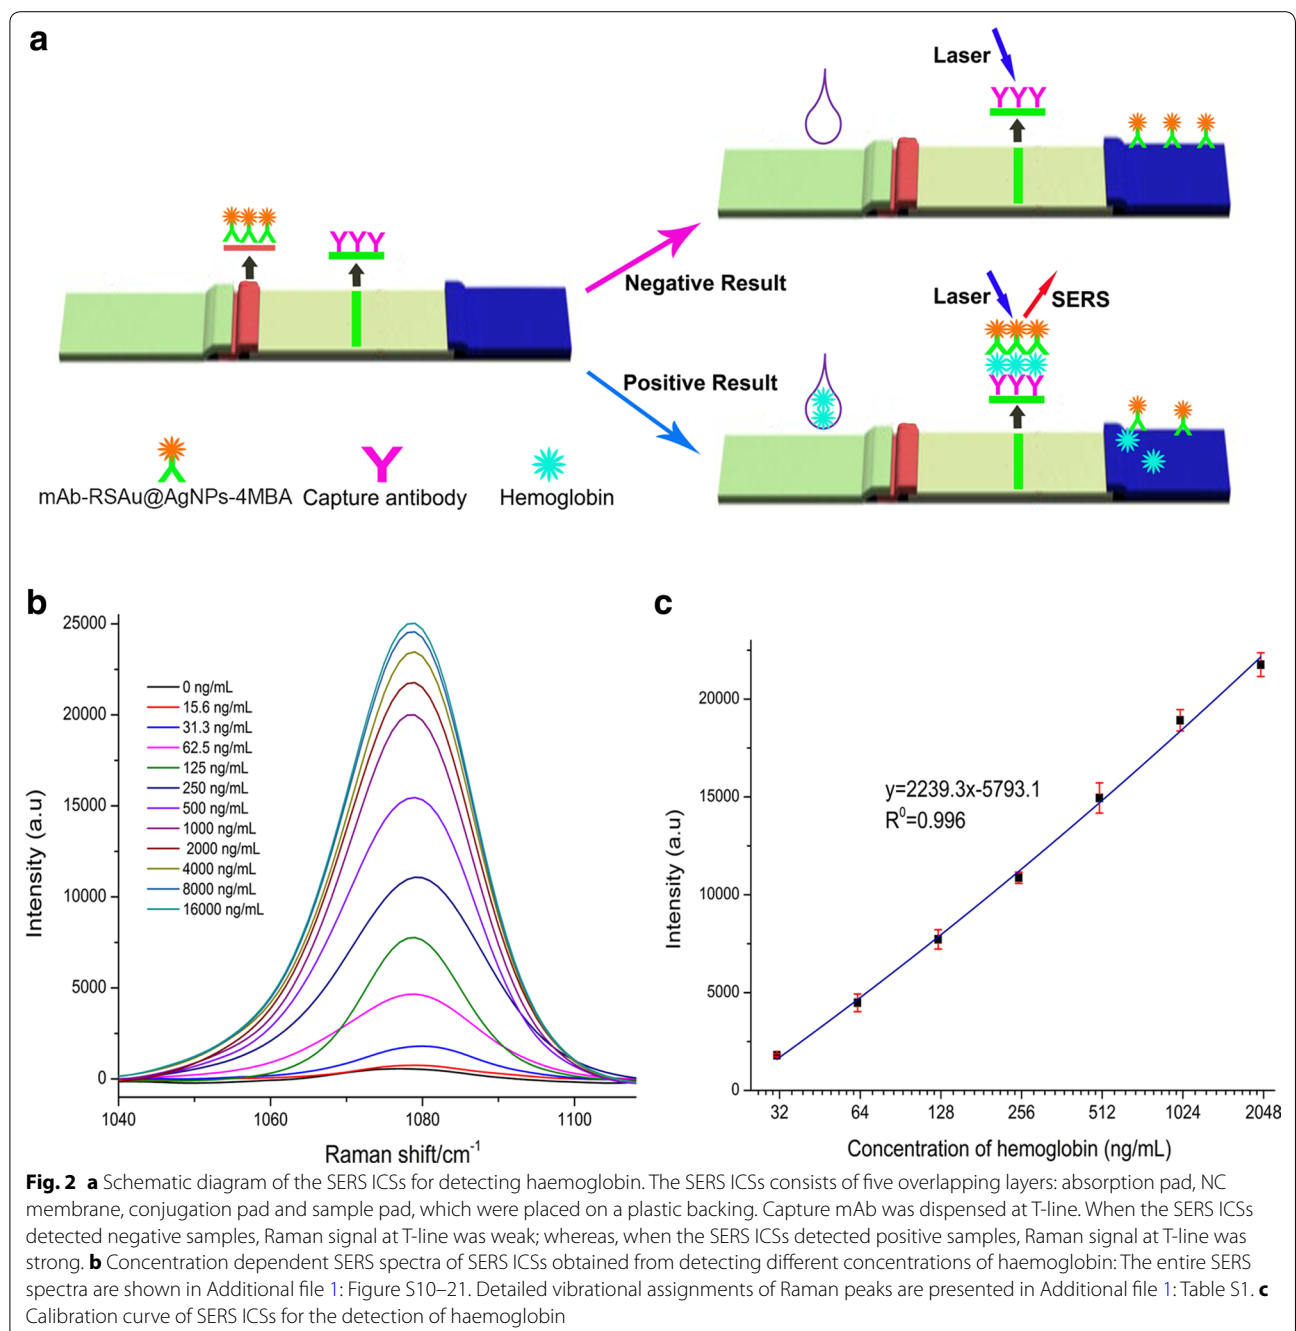 a
Laser
Negative Result
Laser
SERS
Positive Result
mAb-RSAu@AgNPs-4MBA
Capture antibody
Hemoglobin
b
25000
20000
15000
10000
5000
0
Intensity (a.u)
0 ng/mL
15.6 ng/mL
31.3 ng/mL
62.5 ng/mL
125 ng/mL
250 ng/mL
500 ng/mL
1000 ng/mL
2000 ng/mL
4000 ng/mL
8000 ng/mL
16000 ng/mL
1040 1060 1080 1100
Raman shift/cm⁻¹
c
20000
15000
10000
5000
0
Intensity (a.u)
y=2239.3x-5793.1
R⁰=0.996
32 64 128 256 512 1024 2048
Concentration of hemoglobin (ng/mL)
Fig. 2 a Schematic diagram of the SERS ICSs for detecting haemoglobin. The SERS ICSs consists of five overlapping layers: absorption pad, NC
membrane, conjugation pad and sample pad, which were placed on a plastic backing. Capture mAb was dispensed at T-line. When the SERS ICSs
detected negative samples, Raman signal at T-line was weak; whereas, when the SERS ICSs detected positive samples, Raman signal at T-line was
strong. b Concentration dependent SERS spectra of SERS ICSs obtained from detecting different concentrations of haemoglobin: The entire SERS
spectra are shown in Additional file 1: Figure S10–21. Detailed vibrational assignments of Raman peaks are presented in Additional file 1: Table S1. c
Calibration curve of SERS ICSs for the detection of haemoglobin